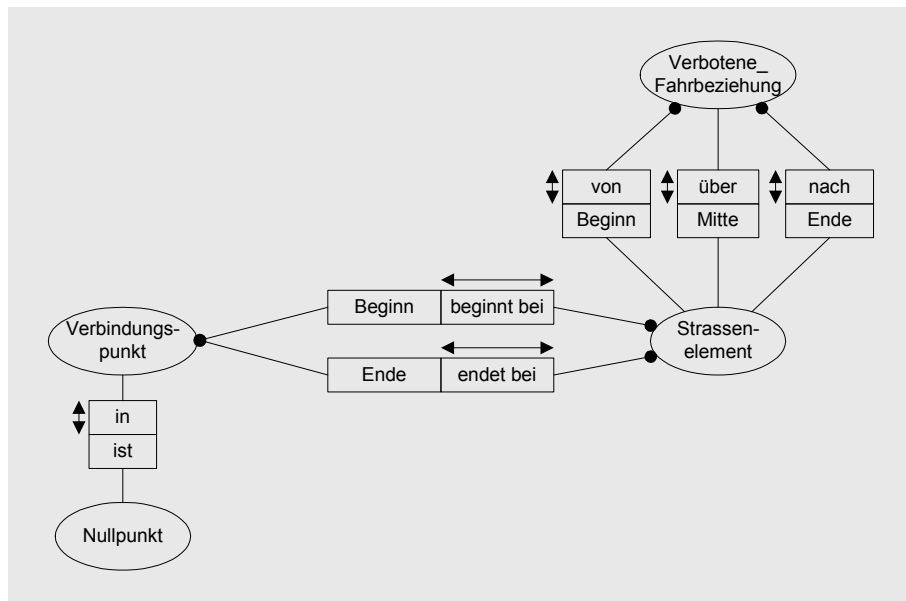 Verbotene_
Fahrbeziehung
von
über
nach
Beginn
Mitte
Ende
Beginn
beginnt bei
Verbindungs-
punkt
Strassen-
element
Ende
endet bei
in
ist
Nullpunkt